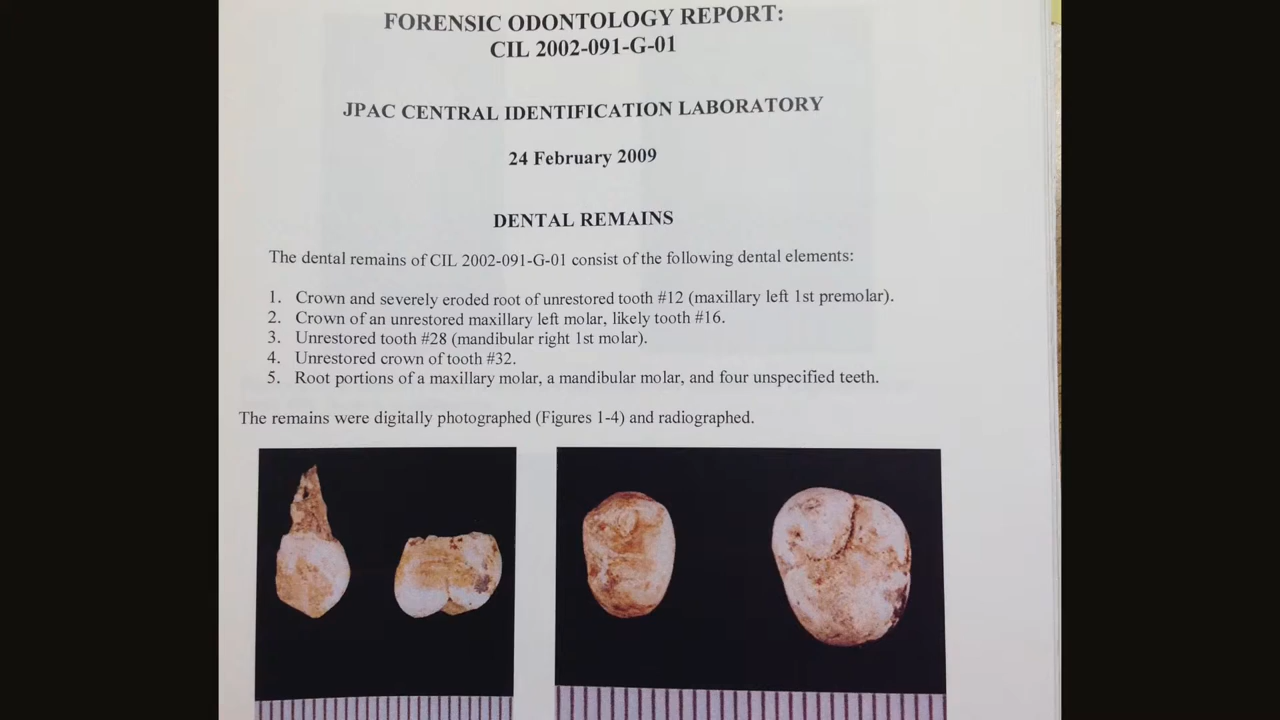 FORENSIC ODONTOLOGY REPORT:
CIL 2002-091-G-01
JPAC CENTRAL IDENTIFICATION LABORATORY
24 February 2009
DENTAL REMAINS
The dental remains of CIL 2002-091-G-01 consist of the following dental elements:
1. Crown and severely eroded root of unrestored tooth #12 (maxillary left 1st premolar).
2. Crown of an unrestored maxillary left molar, likely tooth #16.
3. Unrestored tooth #28 (mandibular right 1st molar).
4. Unrestored crown of tooth #32.
5. Root portions of a maxillary molar, a mandibular molar, and four unspecified teeth.
The remains were digitally photographed (Figures 1-4) and radiographed.